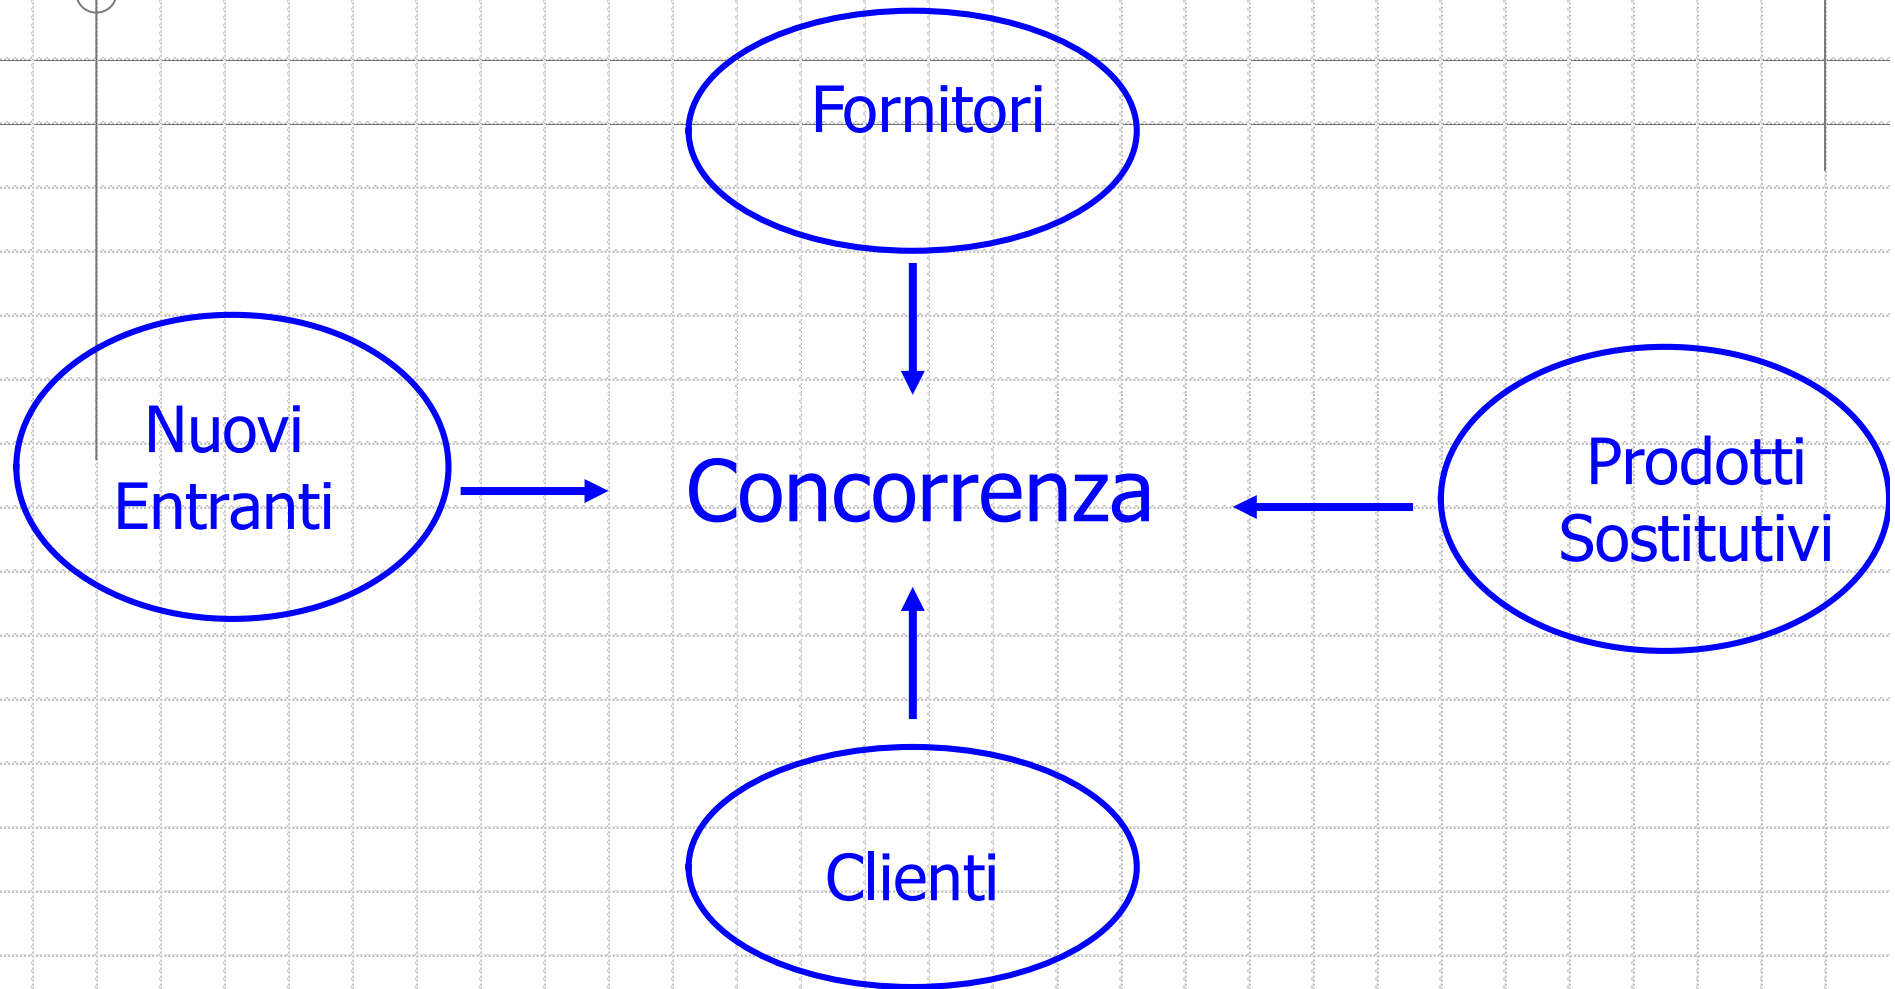 Fornitori
Nuovi
Entranti
Concorrenza
Prodotti
Sostitutivi
Clienti